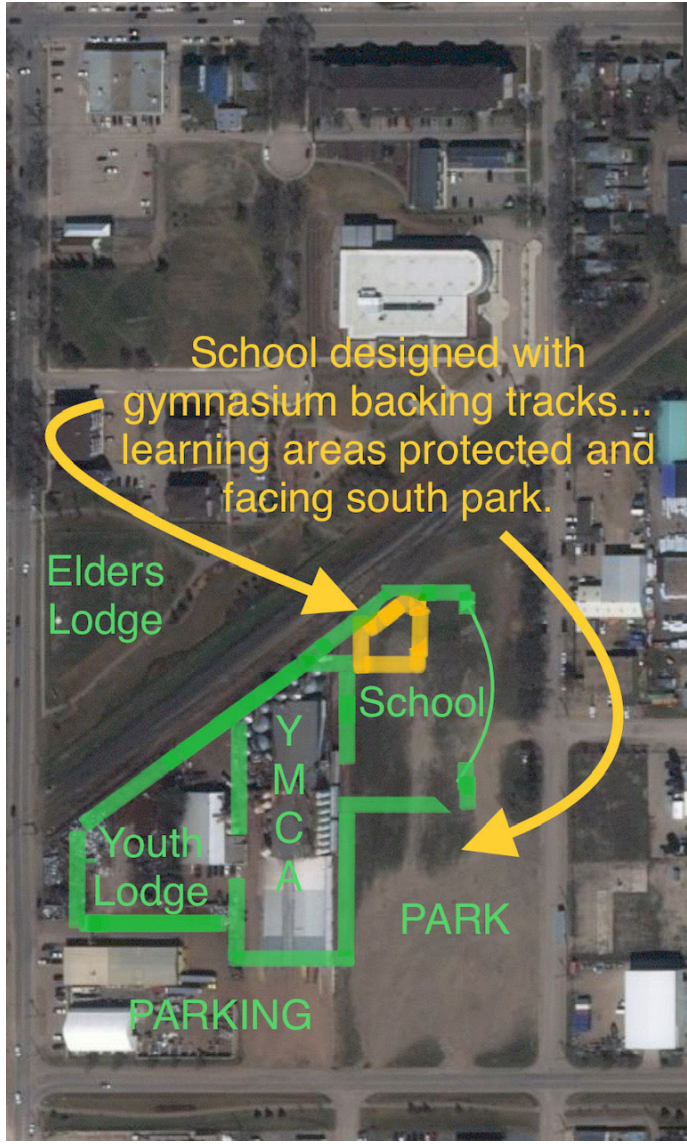 School designed with
gymnasium backing tracks...
learning areas protected and
facing south park.
Elders
Lodge
School
Y
M
C
A
Youth
Lodge
PARK
PARKING